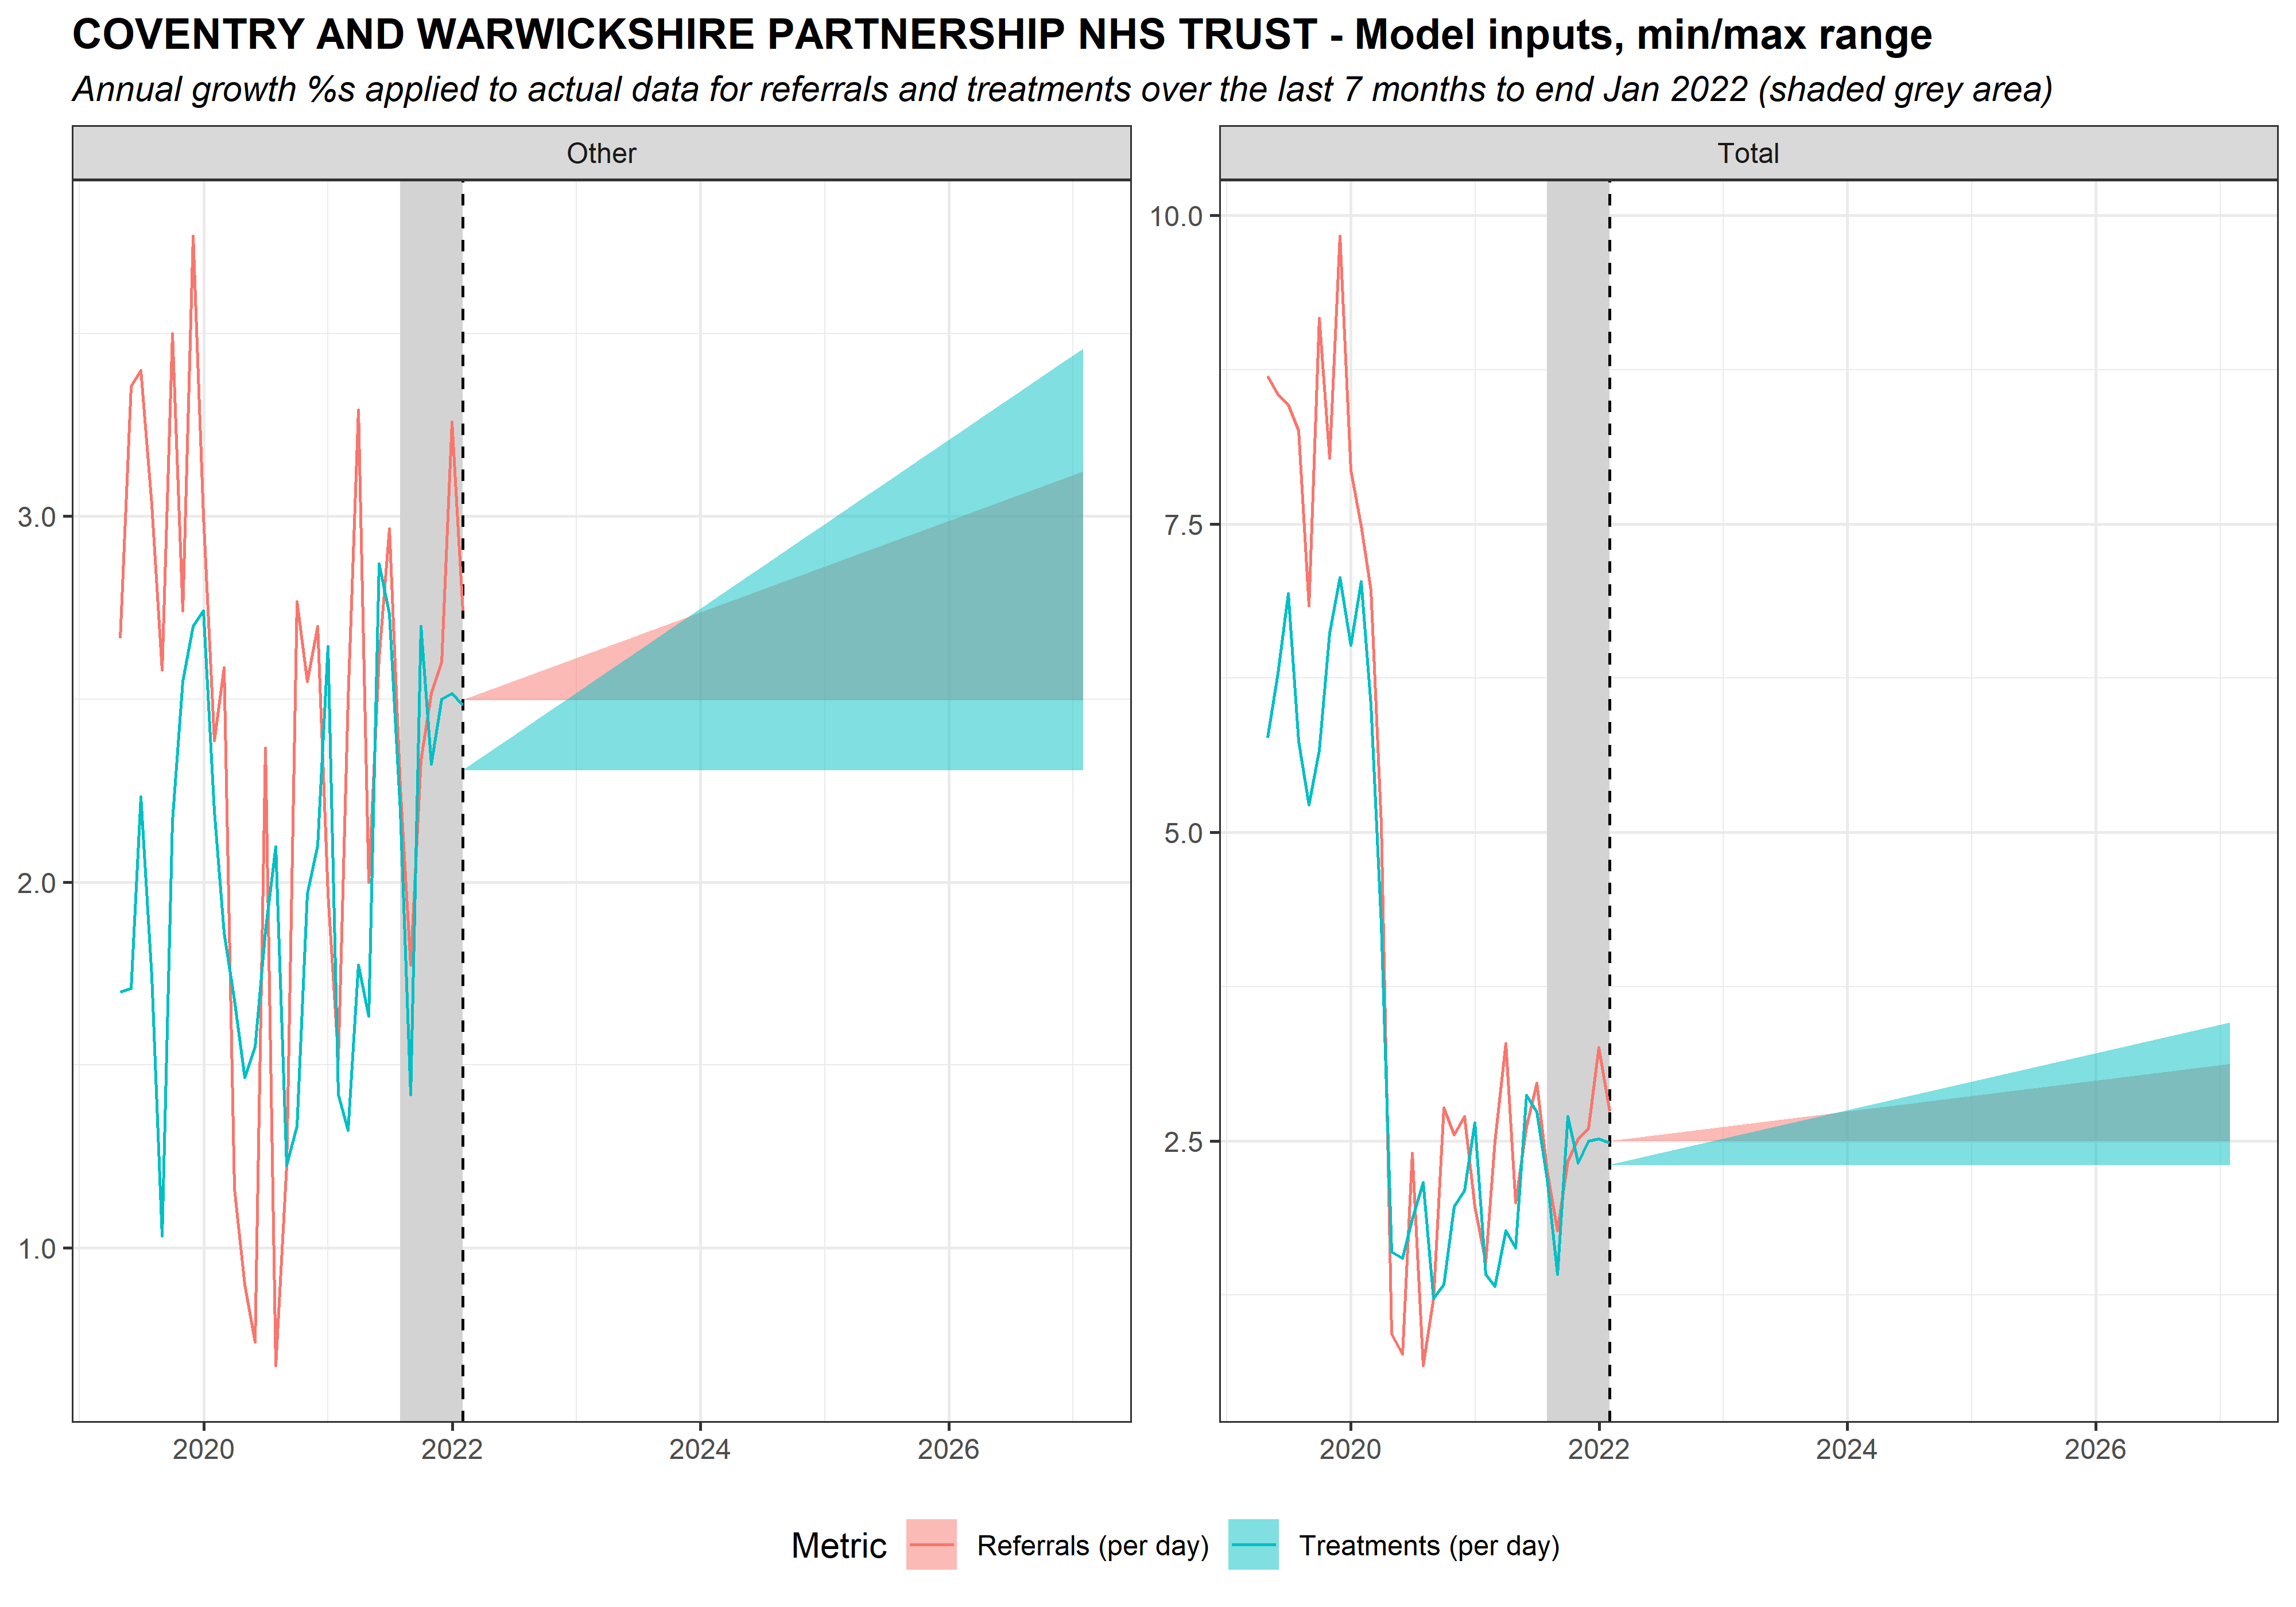 COVENTRY AND WARWICKSHIRE PARTNERSHIP NHS TRUST - Model inputs, min/max range
Annual growth %s applied to actual data for referrals and treatments over the last 7 months to end Jan 2022 (shaded grey area)
Other
Total
3.0
2.0
1.0
10.0
7.5
5.0
2.5
2020 2022 2024 2026
2020 2022 2024 2026
Metric Referrals (per day) Treatments (per day)